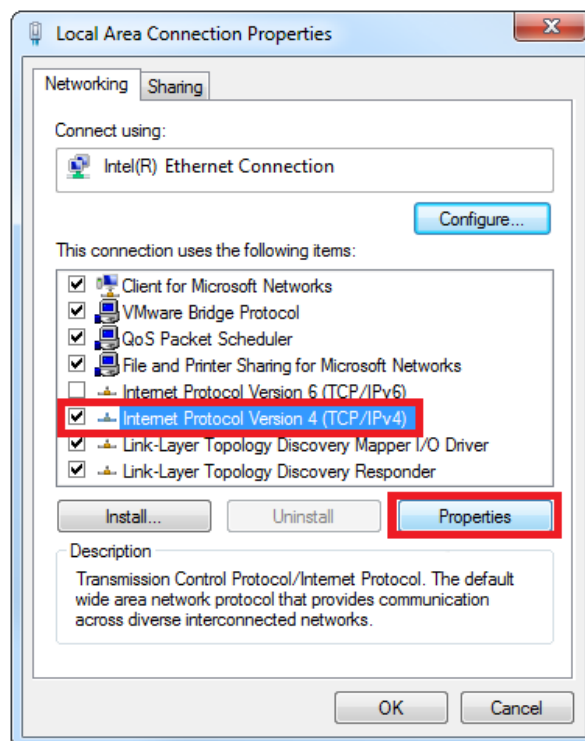 Local Area Connection Properties
Networking
Sharing
Connect using:
Intel(R) Ethernet Connection
Configure...
This connection uses the following items:
Client for Microsoft Networks
VMware Bridge Protocol
QoS Packet Scheduler
File and Printer Sharing for Microsoft Networks
Internet Protocol Version 6 (TCP/IPv6)
Internet Protocol Version 4 (TCP/IPv4)
Link-Layer Topology Discovery Mapper I/O Driver
Link-Layer Topology Discovery Responder
Install...
Uninstall
Properties
Description
Transmission Control Protocol/Internet Protocol. The default
wide area network protocol that provides communication
across diverse interconnected networks.
OK
Cancel